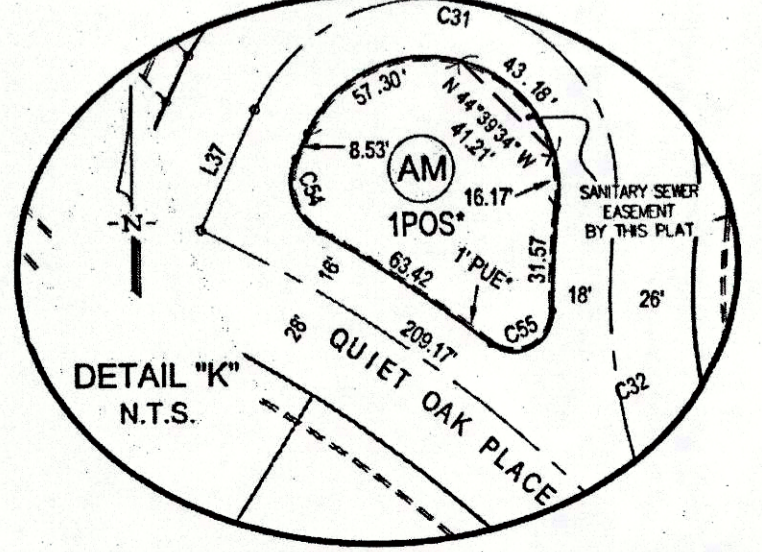 C31
43.18'
57.30'
N 44°39'34" W
41.21'
8.53'
AM
L37
16.17'
SANITARY SEWER
EASEMENT
BY THIS PLAT
C54
1POS*
-N-
63.42
1' PUE*
31.57
16'
18'
26'
209.17'
C55
28'
QUIET OAK PLACE
DETAIL "K"
N.T.S.
C32